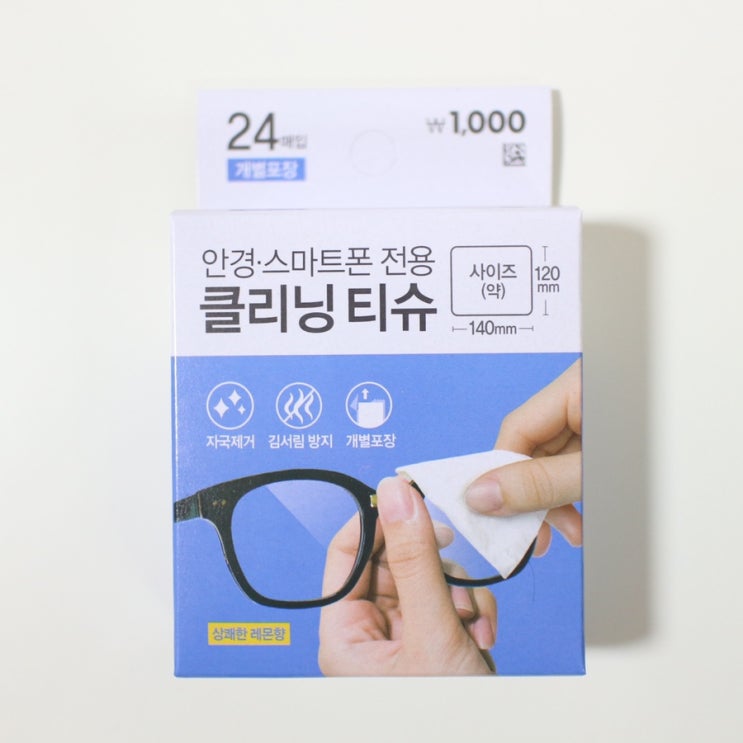 24매입
₩1,000
개별포장
안경·스마트폰 전용
클리닝 티슈
사이즈
(약)
120
mm
140mm
자국제거
김서림 방지
개별포장
상쾌한 레몬향